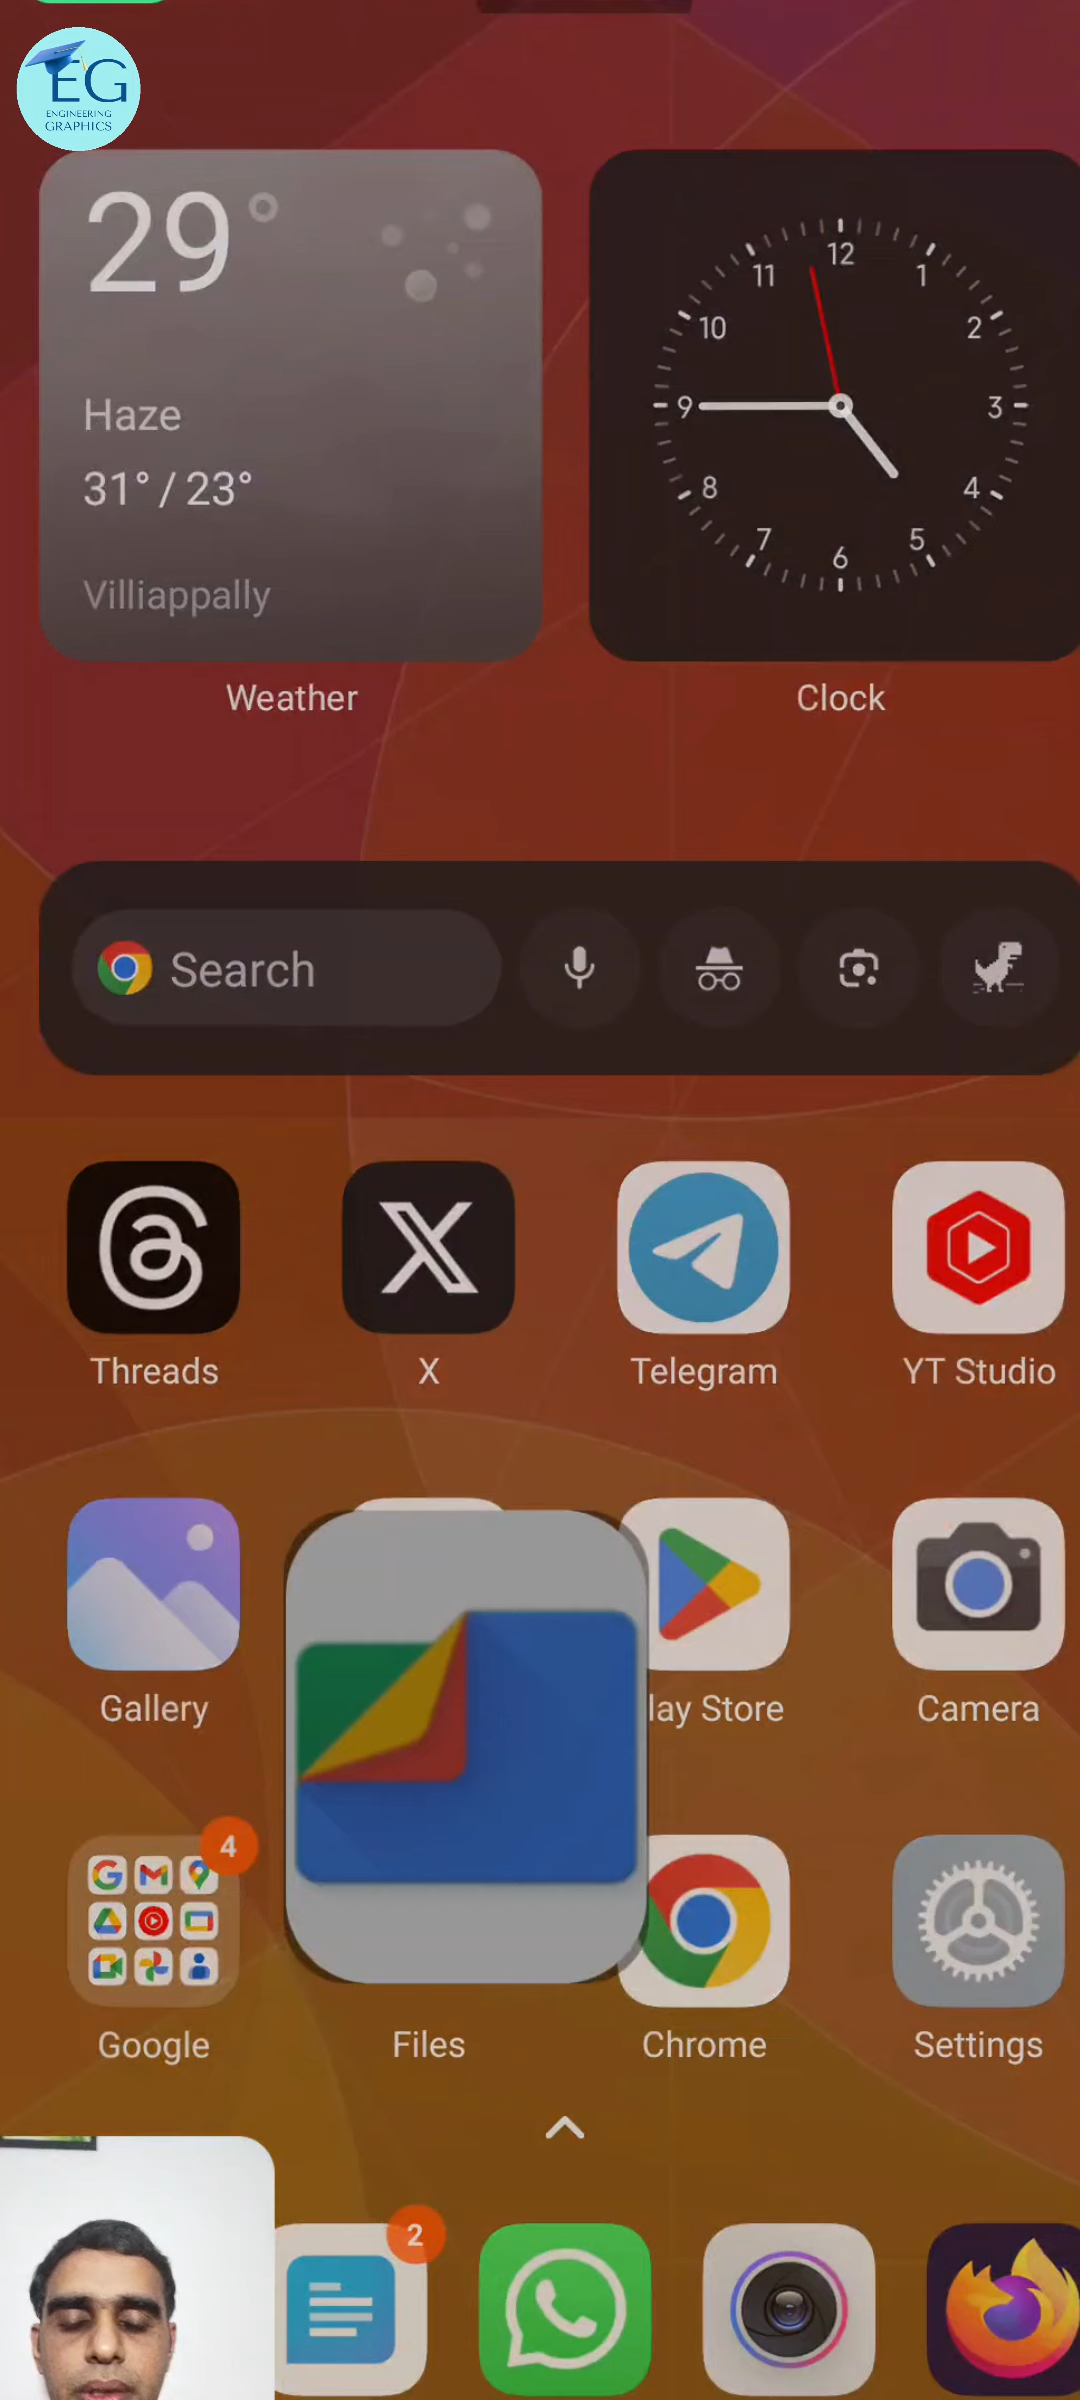 EG
ENGINEERING
GRAPHICS
29°
Haze
31° / 23°
Villiappally
Weather
12
1
2
3
4
5
6
7
8
9
10
11
Clock
Search
Threads
X
Telegram
YT Studio
Gallery
lay Store
Camera
4
Google
Files
Chrome
Settings
2